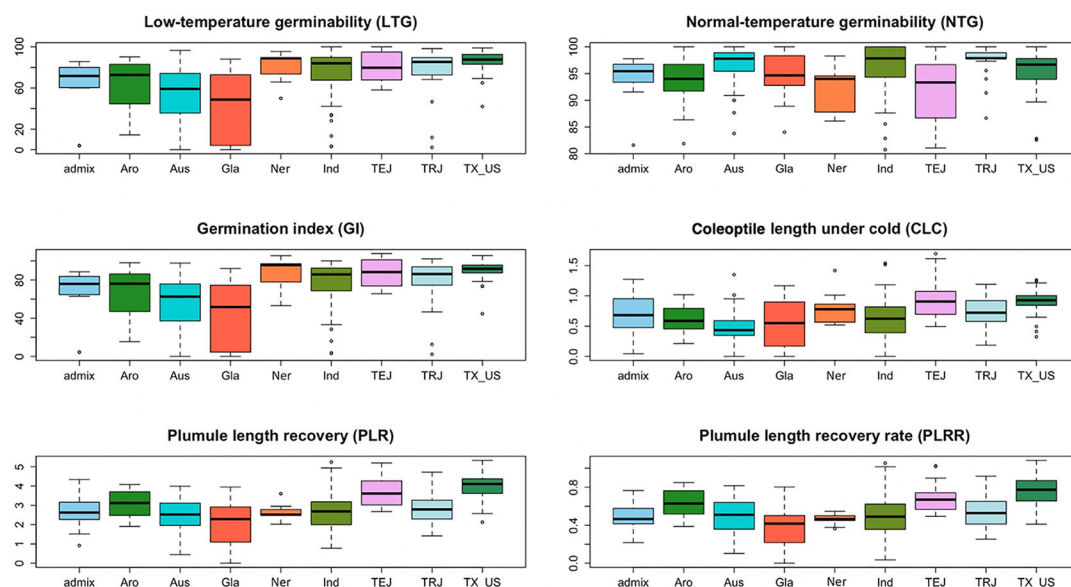 Low-temperature germinability (LTG)
100
60
20
0
admix Aro Aus Gla Ner Ind TEJ TRJ TX_US
Normal-temperature germinability (NTG)
100
95
90
85
80
admix Aro Aus Gla Ner Ind TEJ TRJ TX_US
Germination index (GI)
80
40
0
admix Aro Aus Gla Ner Ind TEJ TRJ TX_US
Coleoptile length under cold (CLC)
1.5
1.0
0.5
0.0
admix Aro Aus Gla Ner Ind TEJ TRJ TX_US
Plumule length recovery (PLR)
5
4
3
2
1
0
admix Aro Aus Gla Ner Ind TEJ TRJ TX_US
Plumule length recovery rate (PLRR)
0.8
0.4
0.0
admix Aro Aus Gla Ner Ind TEJ TRJ TX_US